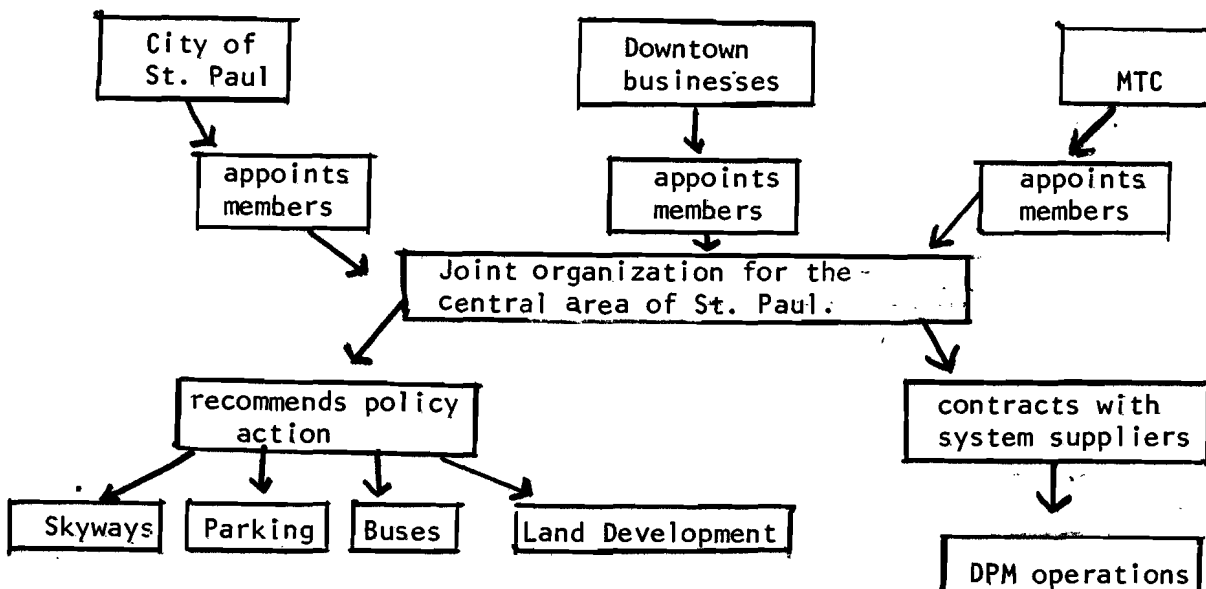 City of
St. Paul
Downtown
businesses
MTC
appoints
members
appoints
members
appoints
members
Joint organization for the
central area of St. Paul.
recommends policy
action
contracts with
system suppliers
Skyways
Parking
Buses
Land Development
DPM operations